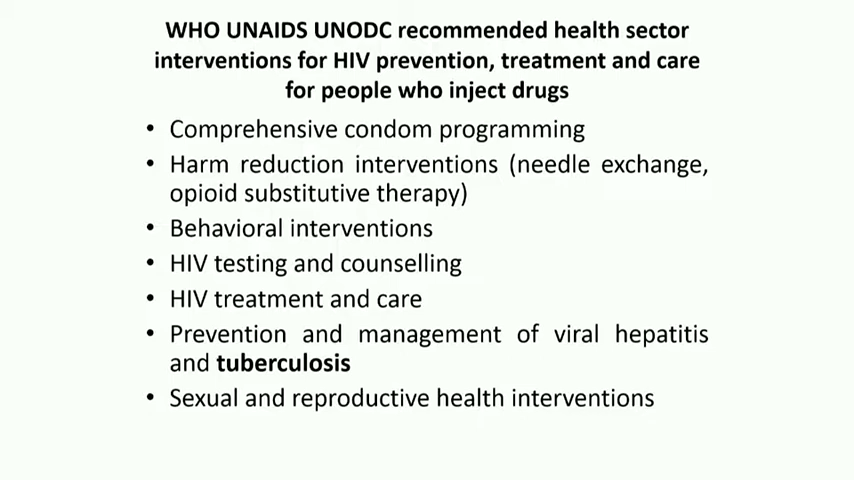 WHO UNAIDS UNODC recommended health sector
interventions for HIV prevention, treatment and care
for people who inject drugs
• Comprehensive condom programming
• Harm reduction interventions (needle exchange,
opioid substitutive therapy)
• Behavioral interventions
• HIV testing and counselling
• HIV treatment and care
• Prevention and management of viral hepatitis
and tuberculosis
• Sexual and reproductive health interventions